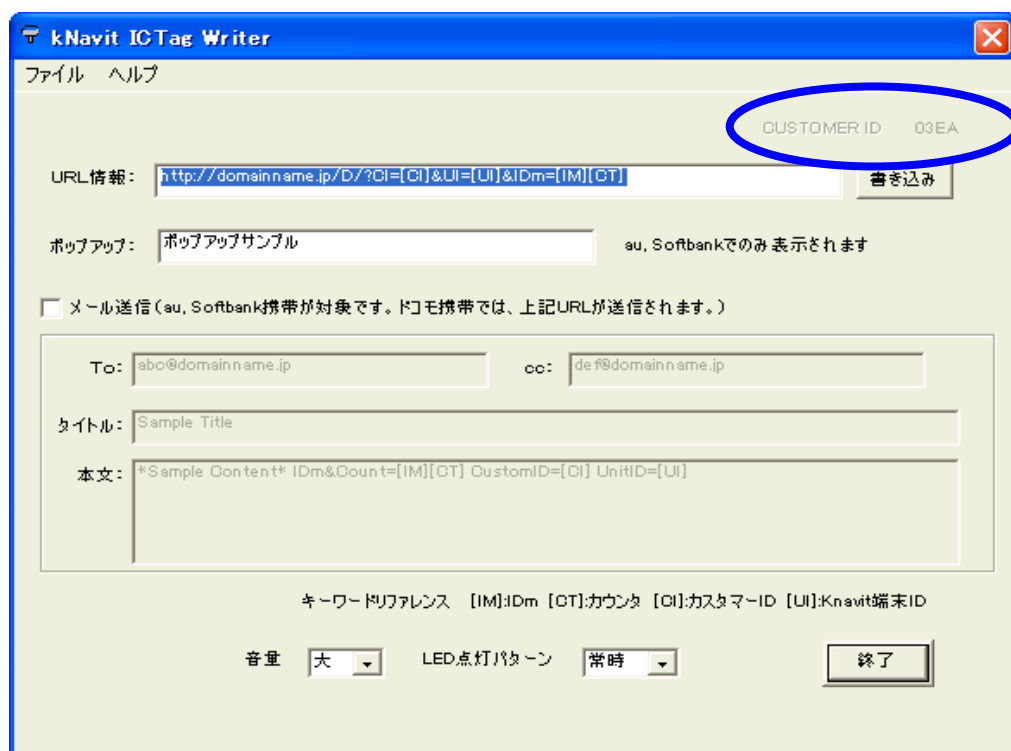 kNavit ICTag Writer
ファイル ヘルプ
CUSTOMER ID 03EA
URL情報： http://domainname.jp/D/?CI=[CI]&UI=[UI]&IDm=[IM][CT] 書き込み
ポップアップ： ポップアップサンプル au, Softbankでのみ表示されます
メール送信（au, Softbank携帯が対象です。ドコモ携帯では、上記URLが送信されます。）
To： abc@domainname.jp cc： def@domainname.jp
タイトル： Sample Title
本文： *Sample Content* IDm&Count=[IM][CT] CustomID=[CI] UnitID=[UI]
キーワードリファレンス [IM]:IDm [CT]:カウンタ [CI]:カスタマーID [UI]:Knavit端末ID
音量 大 LED点灯パターン 常時 終了